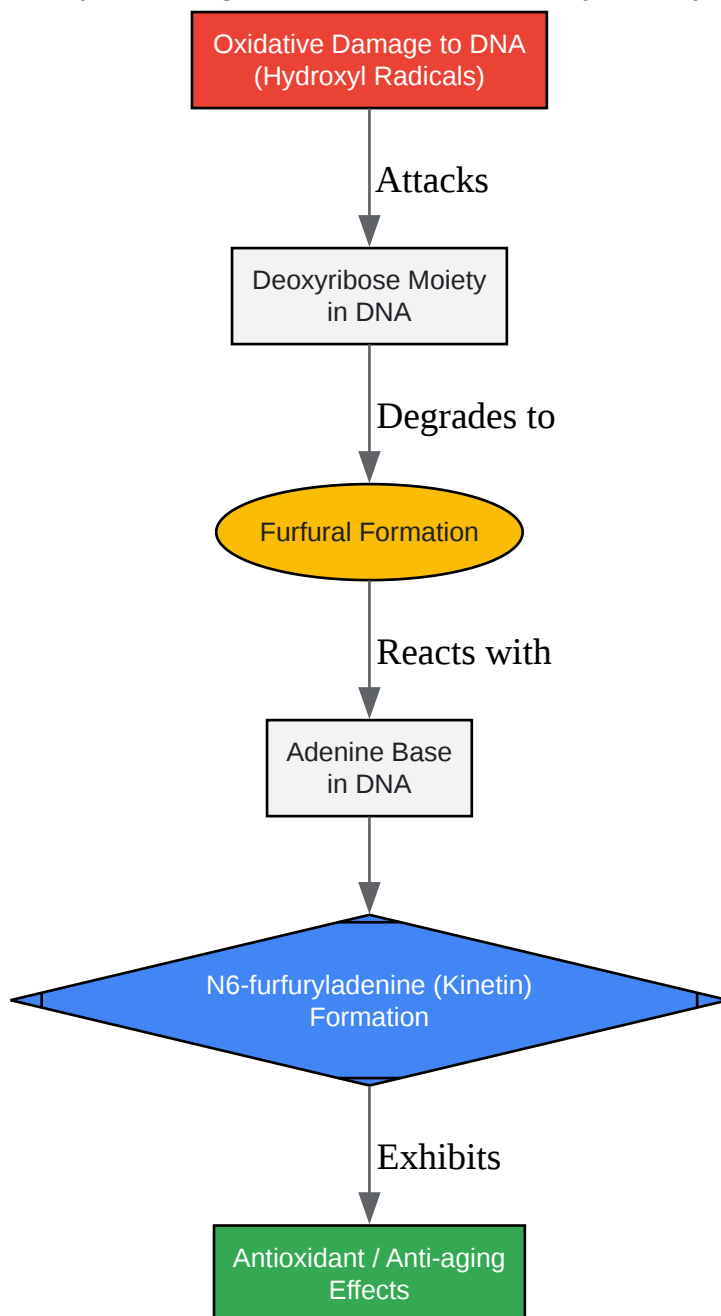 Oxidative Damage to DNA
(Hydroxyl Radicals)
Attacks
Deoxyribose Moiety
in DNA
Degrades to
Furfural Formation
Reacts with
Adenine Base
in DNA
N6-furfuryladenine (Kinetin)
Formation
Exhibits
Antioxidant / Anti-aging
Effects